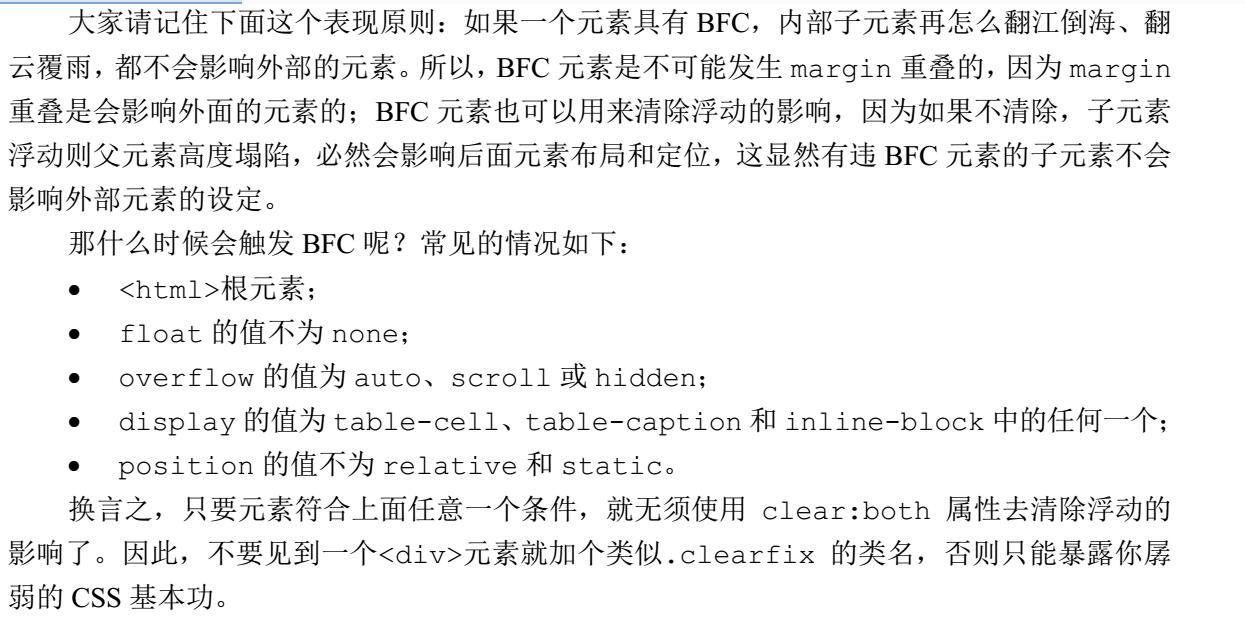 大家请记住下面这个表现原则：如果一个元素具有 BFC，内部子元素再怎么翻江倒海、翻
云覆雨，都不会影响外部的元素。所以，BFC 元素是不可能发生 margin 重叠的，因为 margin
重叠是会影响外面的元素的；BFC 元素也可以用来清除浮动的影响，因为如果不清除，子元素
浮动则父元素高度塌陷，必然会影响后面元素布局和定位，这显然有违 BFC 元素的子元素不会
影响外部元素的设定。
那什么时候会触发 BFC 呢？常见的情况如下：
• <html>根元素；
• float 的值不为 none；
• overflow 的值为 auto、scroll 或 hidden；
• display 的值为 table-cell、table-caption 和 inline-block 中的任何一个；
• position 的值不为 relative 和 static。
换言之，只要元素符合上面任意一个条件，就无须使用 clear:both 属性去清除浮动的
影响了。因此，不要见到一个<div>元素就加个类似.clearfix 的类名，否则只能暴露你孱
弱的 CSS 基本功。